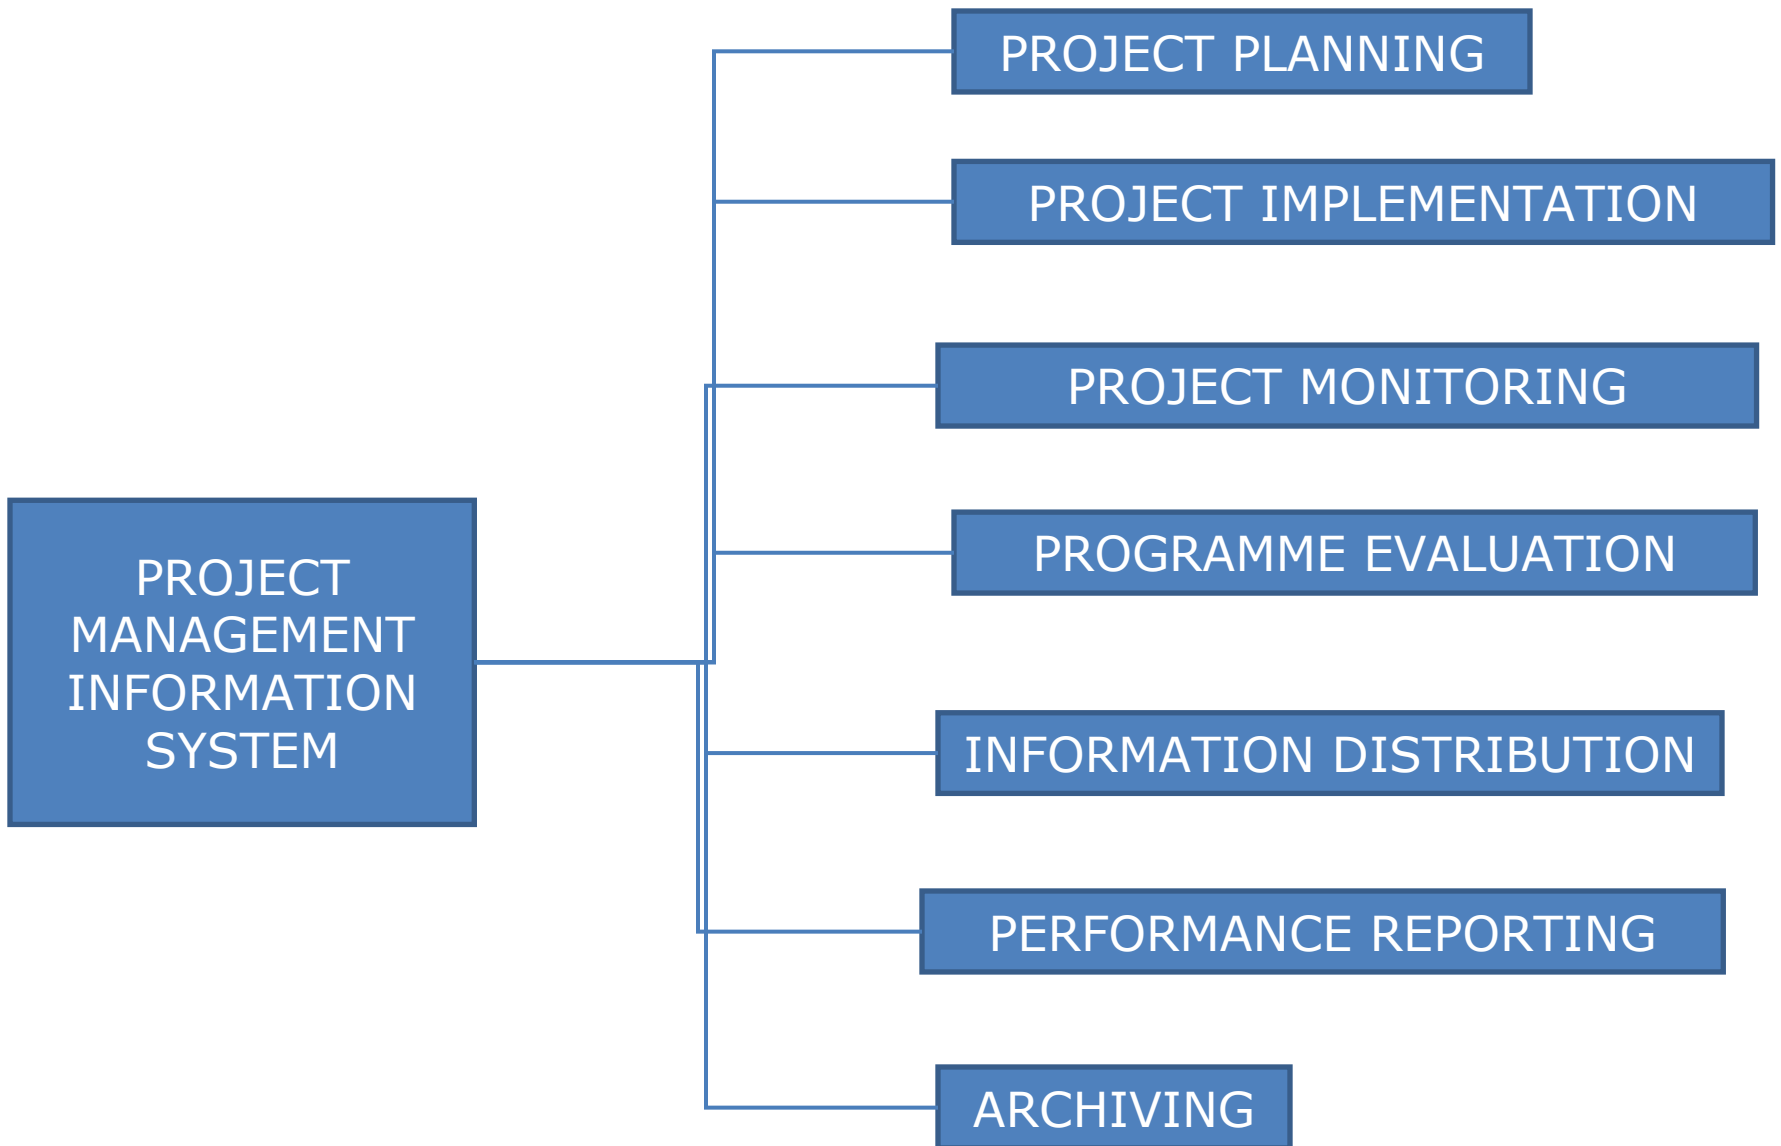 PROJECT PLANNING
PROJECT IMPLEMENTATION
PROJECT MONITORING
PROGRAMME EVALUATION
PROJECT
MANAGEMENT
INFORMATION
SYSTEM
INFORMATION DISTRIBUTION
PERFORMANCE REPORTING
ARCHIVING